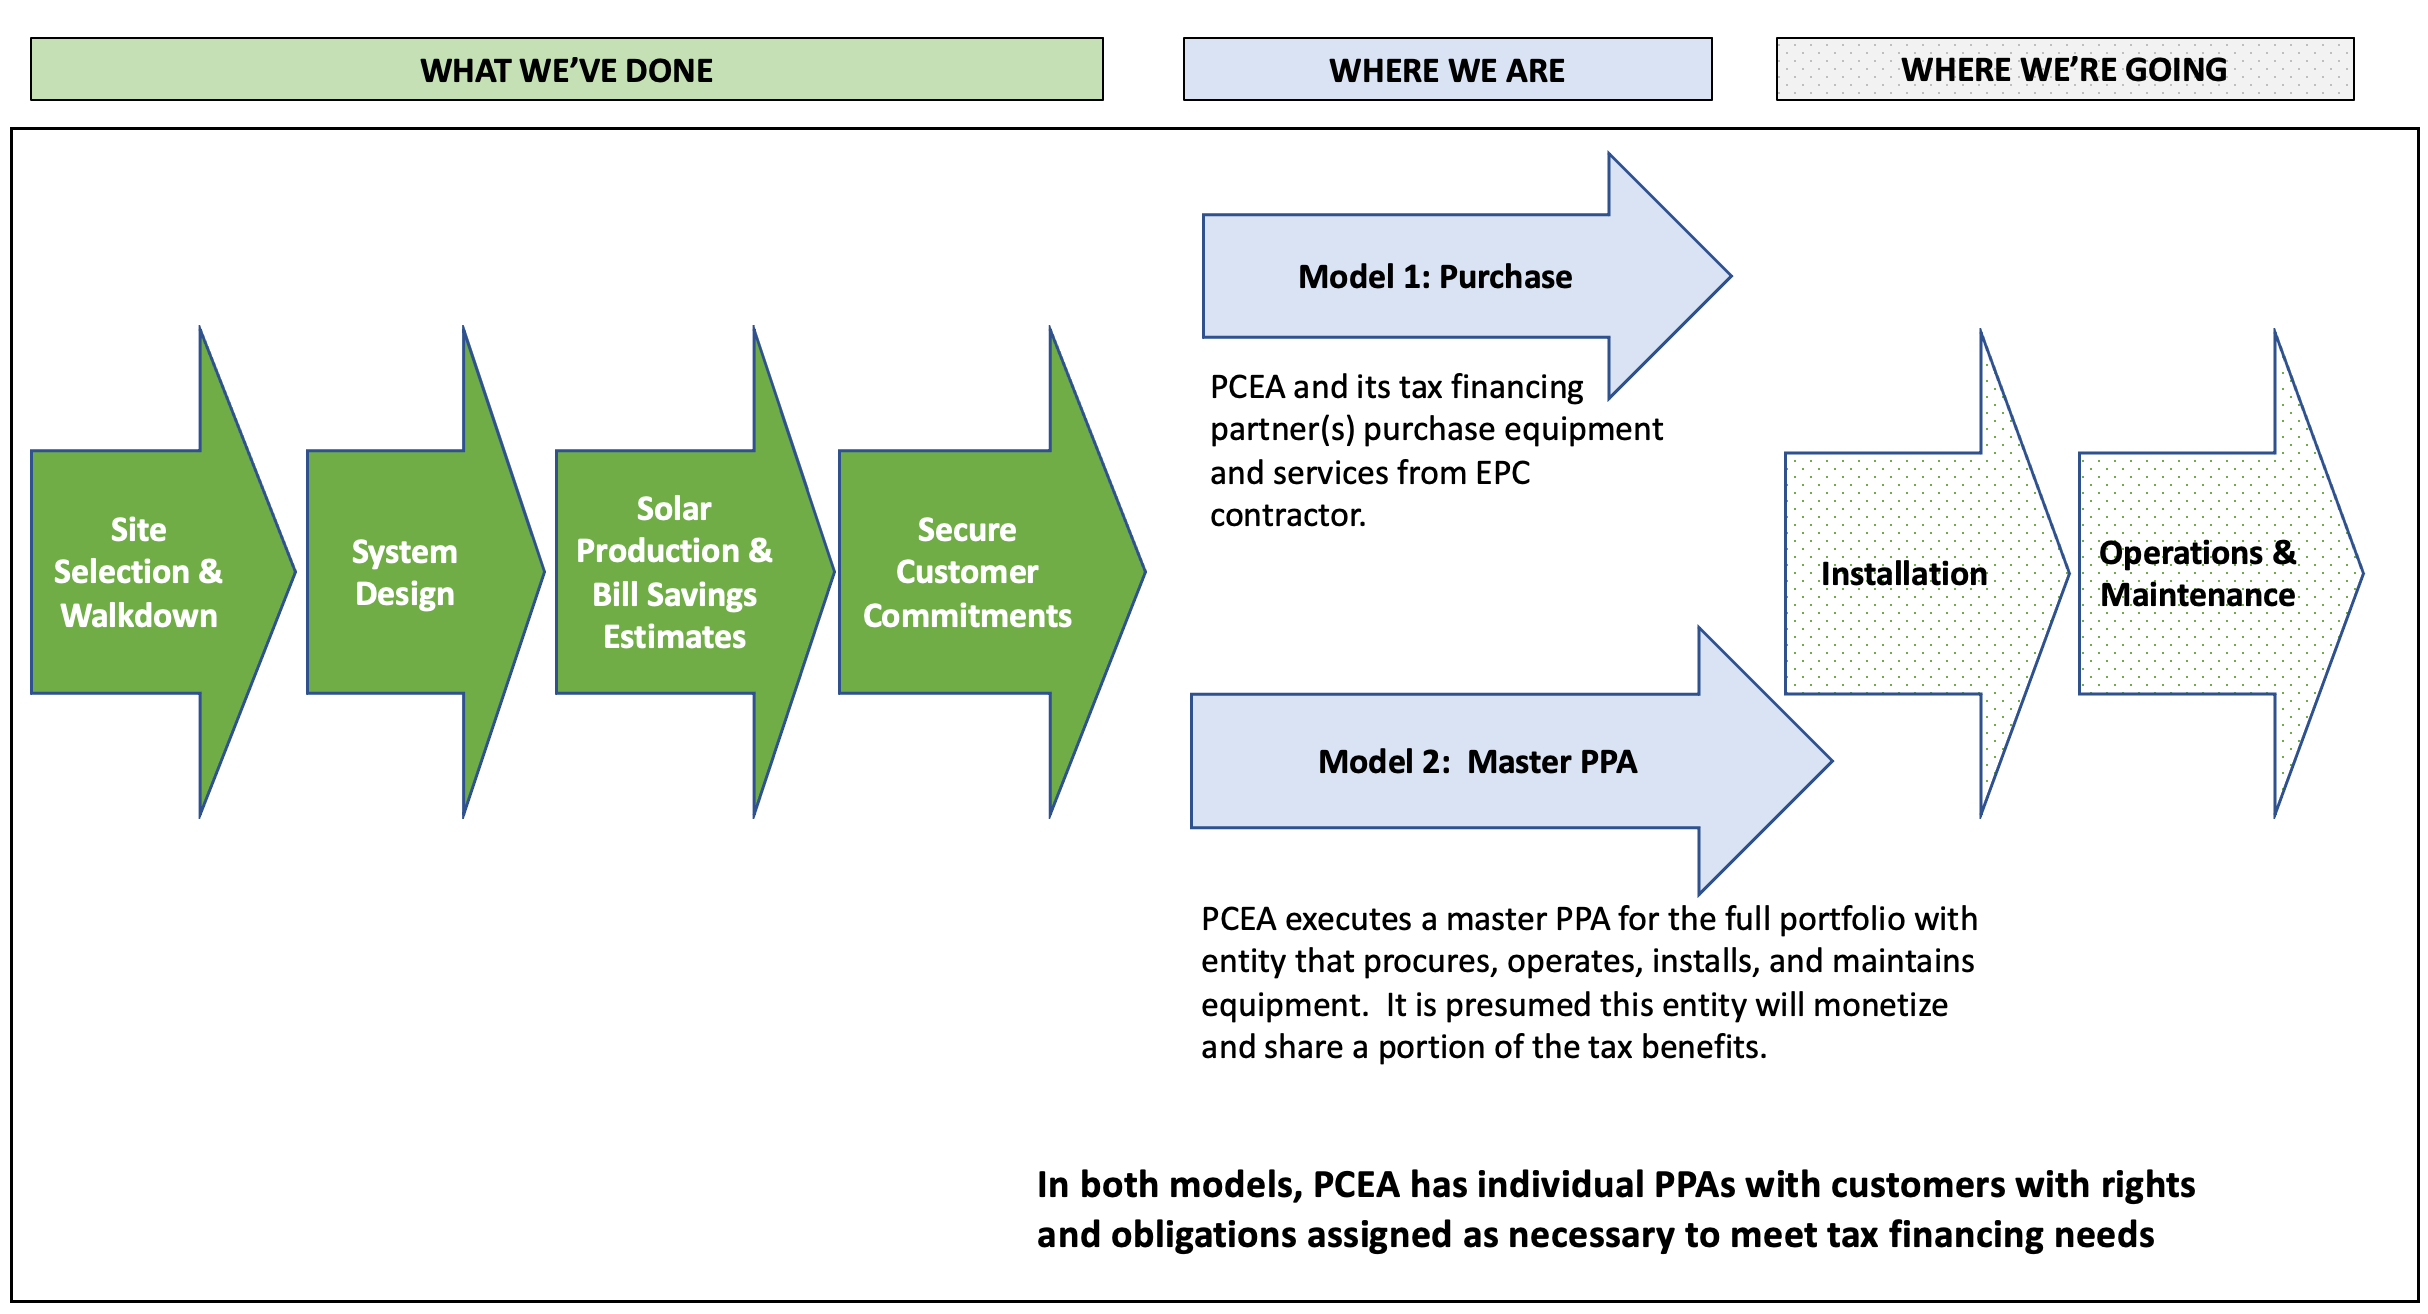 WHAT WE’VE DONE
WHERE WE ARE
WHERE WE’RE GOING
Site
Selection &
Walkdown
System
Design
Solar
Production &
Bill Savings
Estimates
Secure
Customer
Commitments
Model 1: Purchase
PCEA and its tax financing
partner(s) purchase equipment
and services from EPC
contractor.
Model 2:  Master PPA
PCEA executes a master PPA for the full portfolio with
entity that procures, operates, installs, and maintains
equipment.  It is presumed this entity will monetize
and share a portion of the tax benefits.
Installation
Operations &
Maintenance
In both models, PCEA has individual PPAs with customers with rights
and obligations assigned as necessary to meet tax financing needs